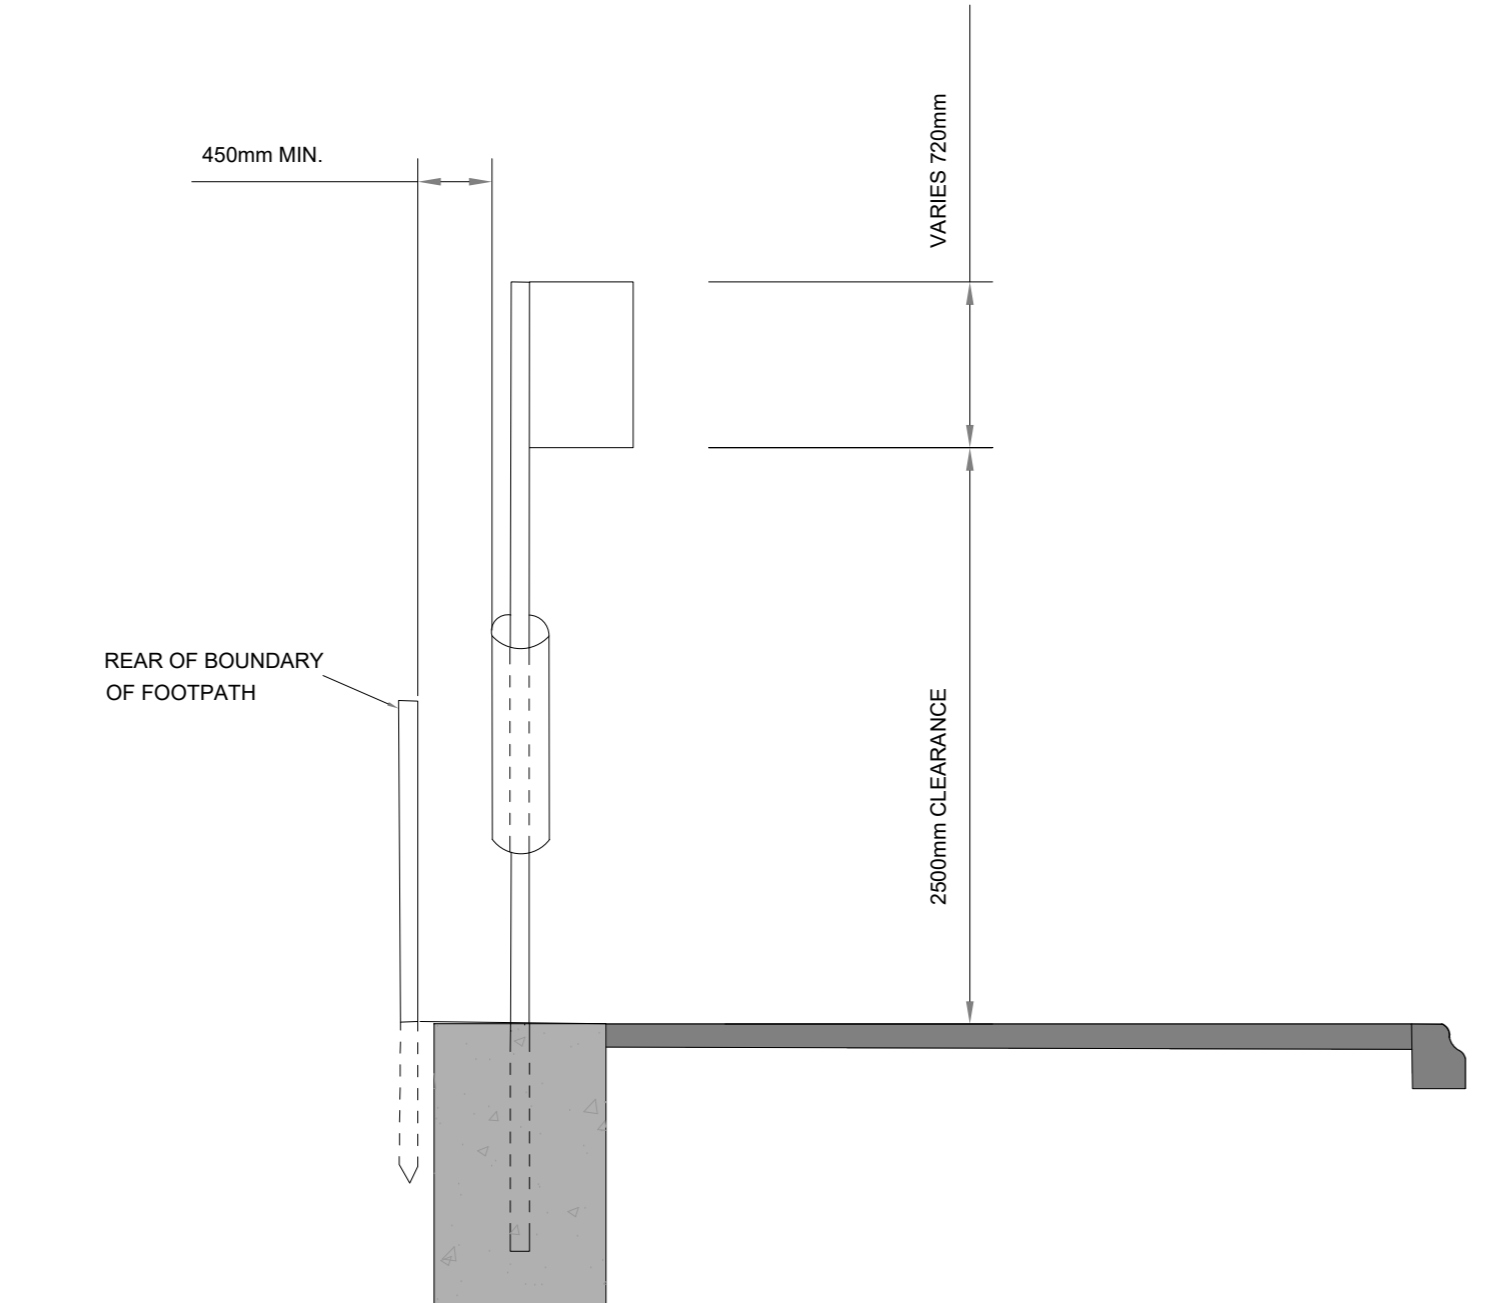 450mm MIN.
VARIES 720mm
REAR OF BOUNDARY
OF FOOTPATH
2500mm CLEARANCE